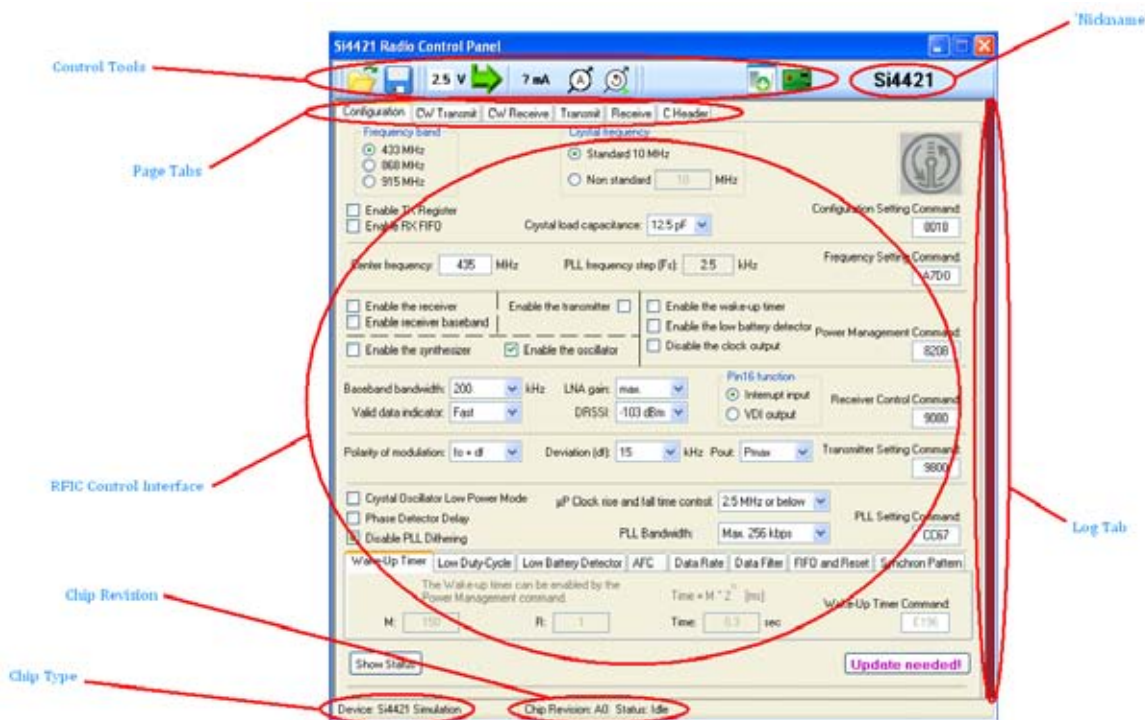 'Nickname
Si4421 Radio Control Panel
Control Tools
2.5 V
? mA
Si4421
Configuration CW Transmit CW Receive Transmit Receive C Header
Page Tabs
Frequency band
433 MHz
868 MHz
915 MHz
Crystal frequency
Standard 10 MHz
Non standard 10 MHz
Enable TX Register
Enable RX FIFO
Crystal load capacitance: 12.5 pF
Configuration Setting Command:
8018
Center frequency: 435 MHz PLL frequency step (Fs): 2.5 kHz
Frequency Setting Command:
A7D0
Enable the receiver
Enable receiver baseband
Enable the transmitter
Enable the wake-up timer
Enable the low battery detector
Disable the clock output
Enable the synthesizer Enable the oscillator
Power Management Command:
8208
Baseband bandwidth: 200 kHz LNA gain: max.
Valid data indicator: Fast DRSSI: -103 dBm
Pin16 function
Interrupt input
VDI output
Receiver Control Command:
9080
Polarity of modulation: fo + df Deviation (df): 15 kHz Pout: Pmax
Transmitter Setting Command:
9800
RFIC Control Interface
Log Tab
Crystal Oscillator Low Power Mode
Phase Detector Delay
Disable PLL Dithering
µP Clock rise and fall time control: 2.5 MHz or below
PLL Bandwidth: Max. 256 kbps
PLL Setting Command:
CC67
Wake-Up Timer Low Duty-Cycle Low Battery Detector AFC Data Rate Data Filter FIFO and Reset Synchron Pattern
The Wake-up timer can be enabled by the
Power Management command.
Time = M * 2^R [ms]
Wake-Up Timer Command:
E196
M: 150 R: 1 Time: 0.3 sec
Chip Revision
Show Status
Update needed!
Chip Type
Device: Si4421 Simulation
Chip Revision: A0 Status: Idle